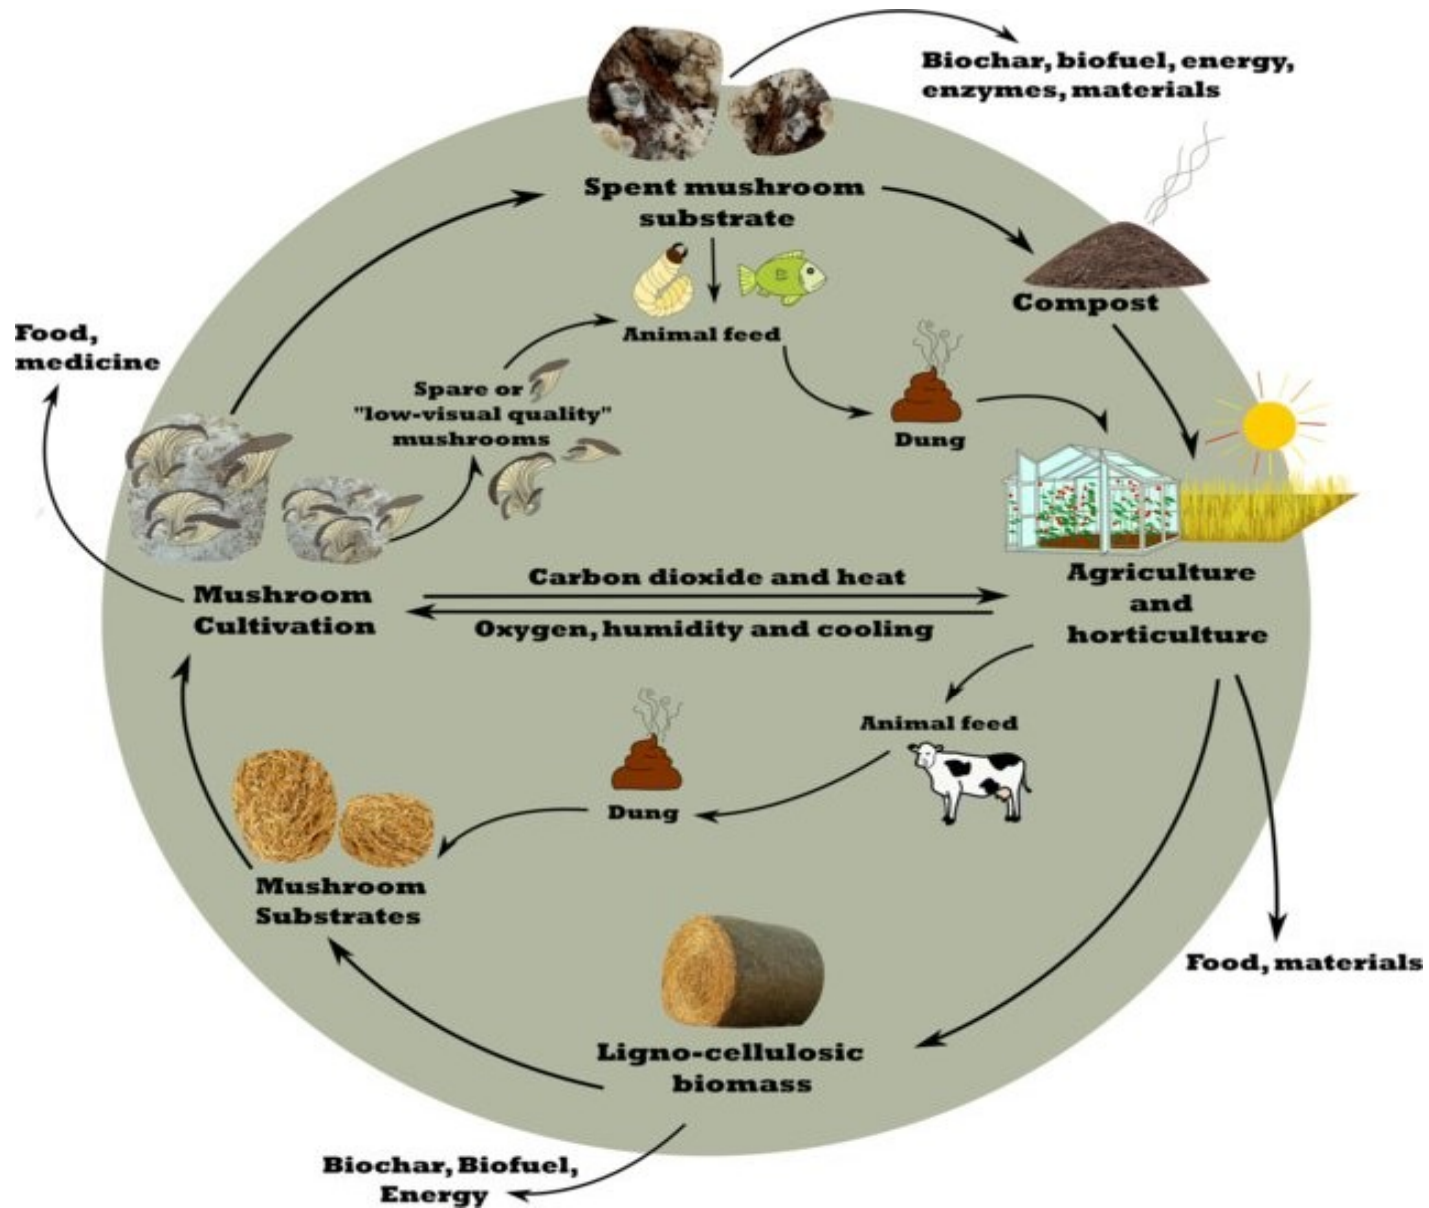 Biochar, biofuel, energy,
enzymes, materials
Spent mushroom
substrate
Compost
Animal feed
Food,
medicine
Spare or
"low-visual quality"
mushrooms
Dung
Carbon dioxide and heat
Oxygen, humidity and cooling
Mushroom
Cultivation
Agriculture
and
horticulture
Animal feed
Dung
Mushroom
Substrates
Food, materials
Ligno-cellulosic
biomass
Biochar, Biofuel,
Energy